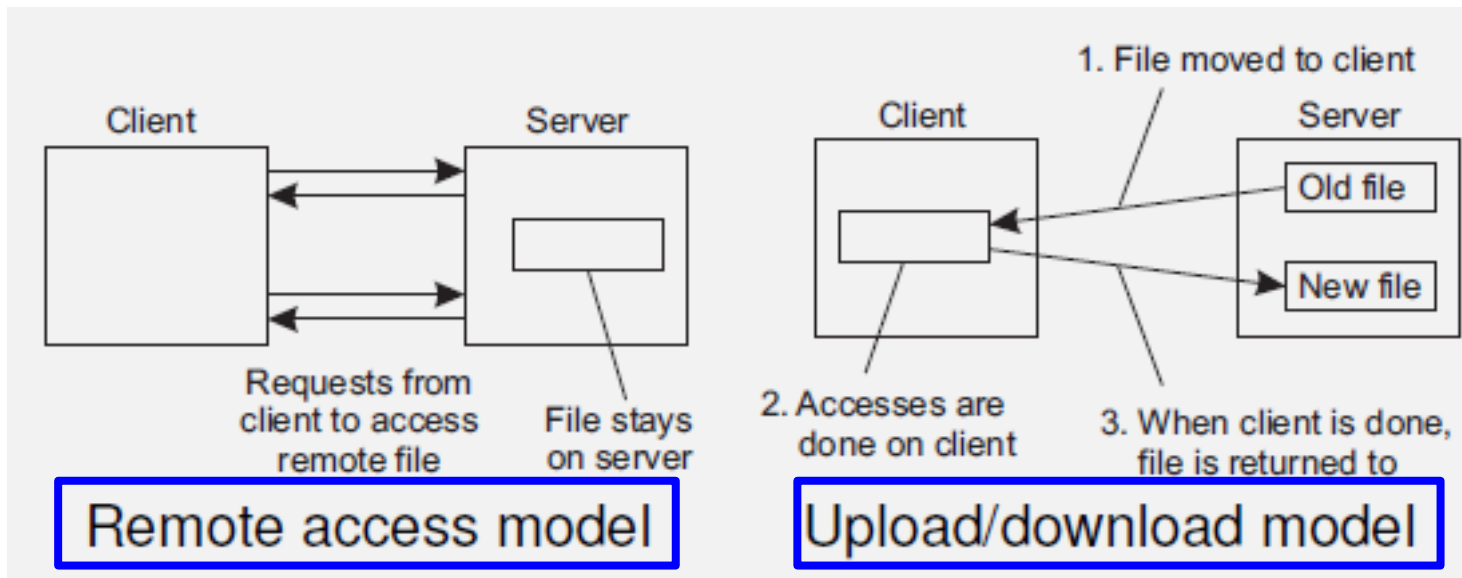 Client
Server
Requests from
client to access
remote file
File stays
on server
Remote access model
1. File moved to client
Client
Server
Old file
New file
2. Accesses are
done on client
3. When client is done,
file is returned to
Upload/download model